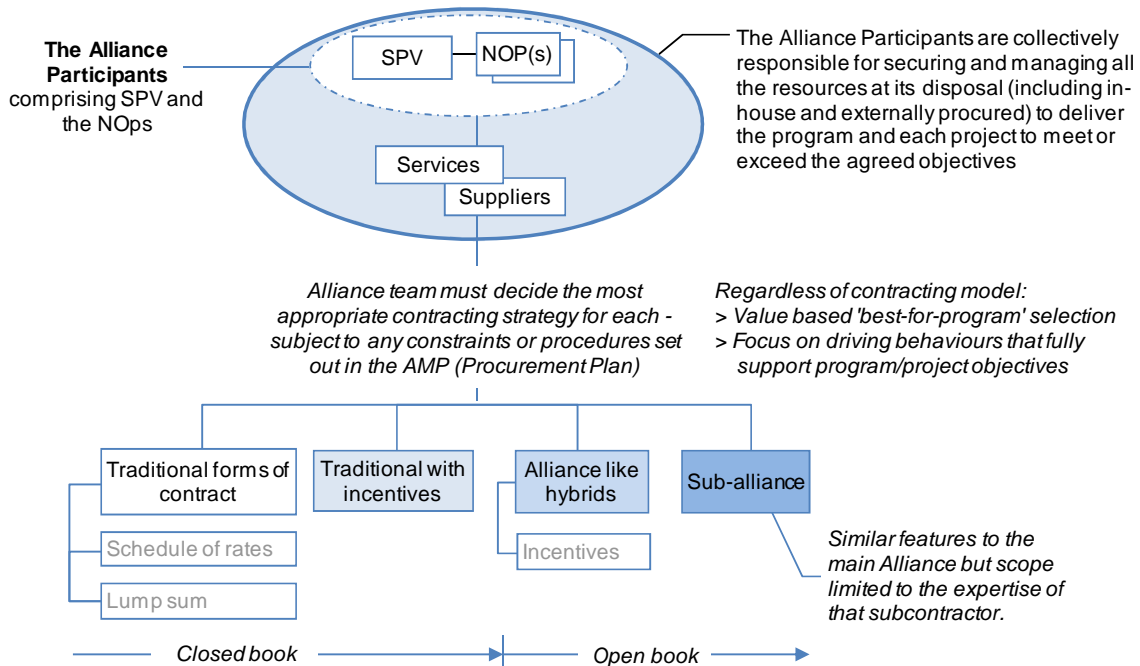 The Alliance
Participants
comprising SPV and
the NOps
SPV
NOP(s)
Services
Suppliers
The Alliance Participants are collectively
responsible for securing and managing all
the resources at its disposal (including in-
house and externally procured) to deliver
the program and each project to meet or
exceed the agreed objectives
Alliance team must decide the most
appropriate contracting strategy for each -
subject to any constraints or procedures set
out in the AMP (Procurement Plan)
Regardless of contracting model:
> Value based 'best-for-program' selection
> Focus on driving behaviours that fully
support program/project objectives
Traditional forms of
contract
Schedule of rates
Lump sum
Traditional with
incentives
Alliance like
hybrids
Incentives
Sub-alliance
Similar features to the
main Alliance but scope
limited to the expertise of
that subcontractor.
Closed book
Open book